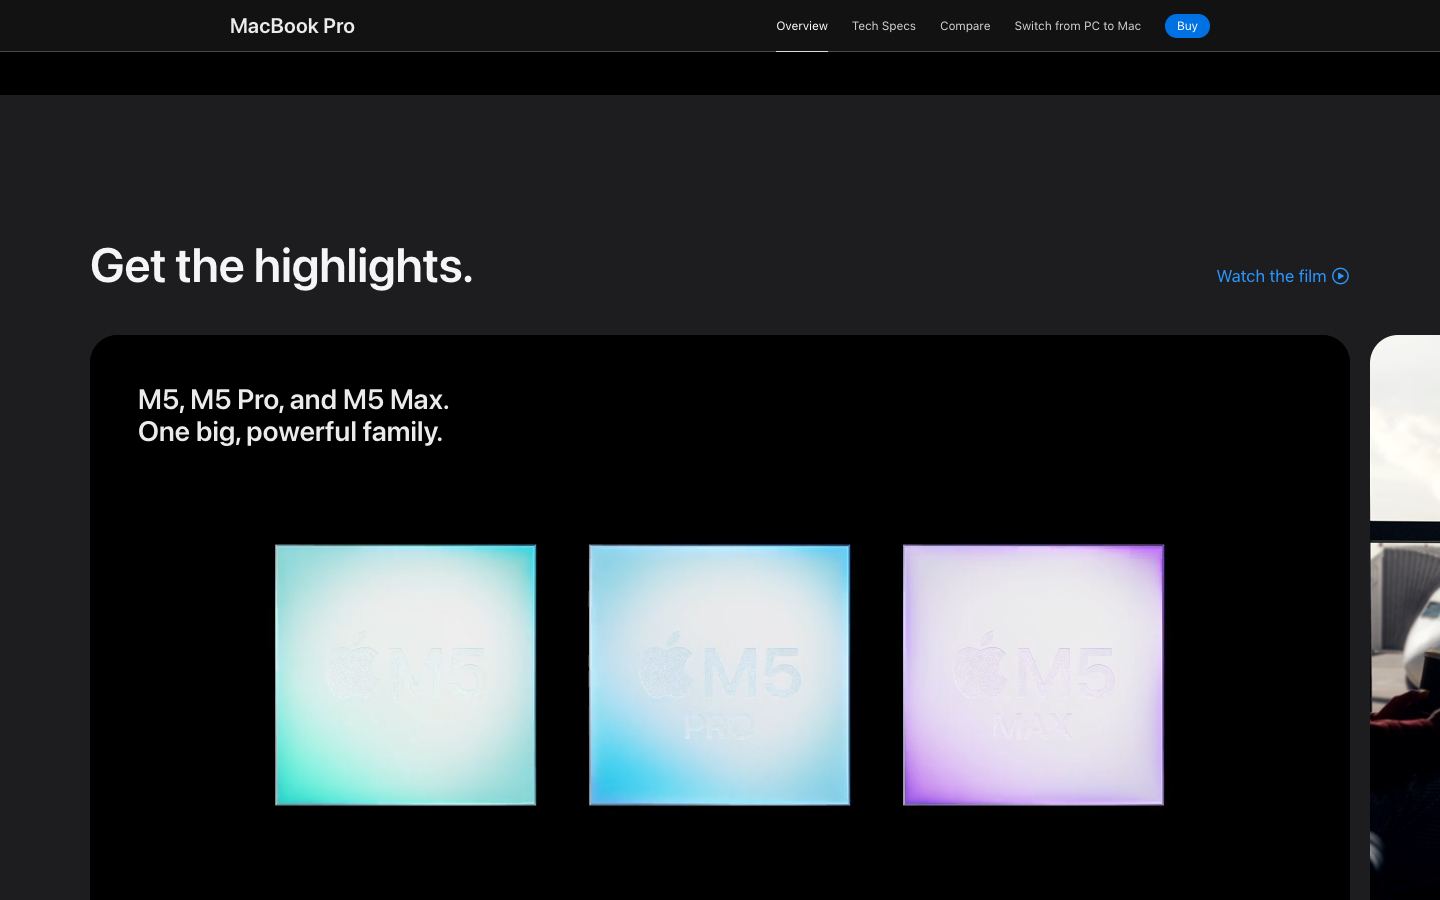 MacBook Pro
Overview
Tech Specs
Compare
Switch from PC to Mac
Buy
Get the highlights.
Watch the film
M5, M5 Pro, and M5 Max.
One big, powerful family.
M5
M5
PRO
M5
MAX